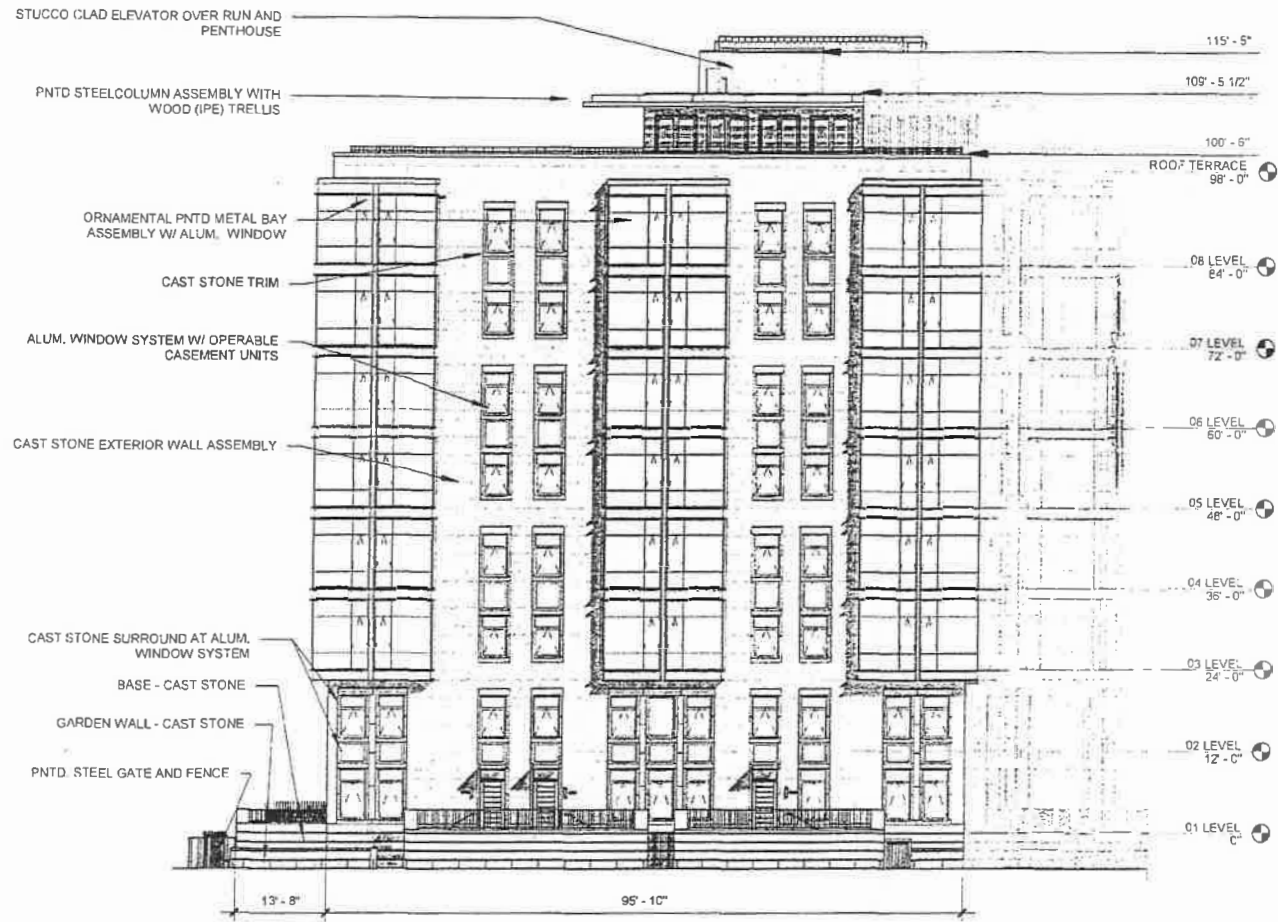 STUCCO CLAD ELEVATOR OVER RUN AND
PENTHOUSE
PNTD STEELCOLUMN ASSEMBLY WITH
WOOD (IPE) TRELLIS
ORNAMENTAL PNTD METAL BAY
ASSEMBLY W/ ALUM. WINDOW
CAST STONE TRIM
ALUM. WINDOW SYSTEM W/ OPERABLE
CASEMENT UNITS
CAST STONE EXTERIOR WALL ASSEMBLY
CAST STONE SURROUND AT ALUM.
WINDOW SYSTEM
BASE - CAST STONE
GARDEN WALL - CAST STONE
PNTD. STEEL GATE AND FENCE
115' - 5"
109' - 5 1/2"
100' - 6"
ROOF TERRACE
98' - 0"
08 LEVEL
84' - 0"
07 LEVEL
72' - 0"
06 LEVEL
60' - 0"
05 LEVEL
48' - 0"
04 LEVEL
36' - 0"
03 LEVEL
24' - 0"
02 LEVEL
12' - 0"
01 LEVEL
0"
13' - 8"
95' - 10"